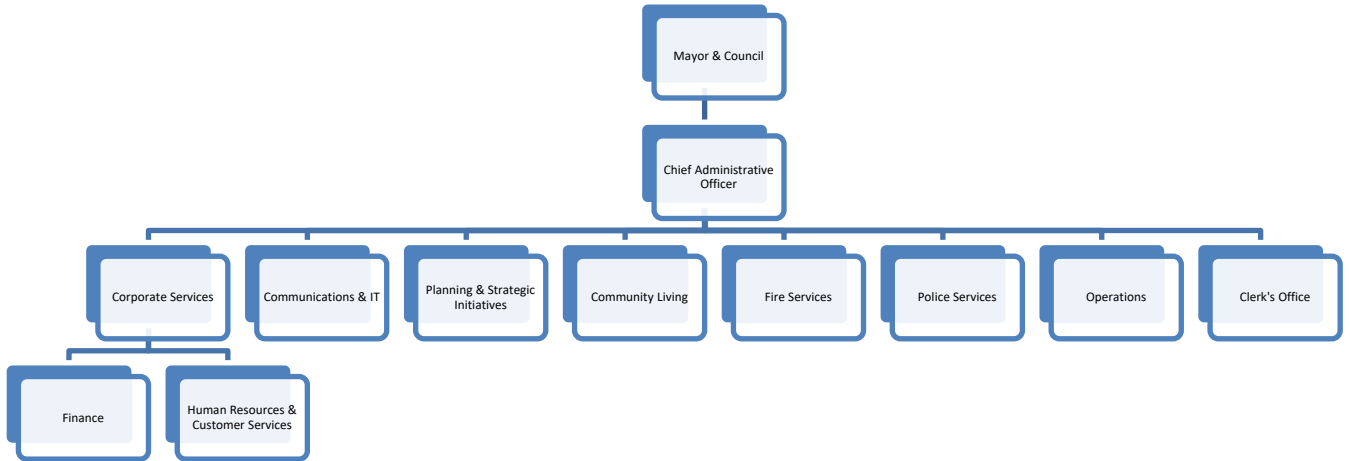 Mayor & Council
Chief Administrative
Officer
Corporate Services
Communications & IT
Planning & Strategic
Initiatives
Community Living
Fire Services
Police Services
Operations
Clerk's Office
Finance
Human Resources &
Customer Services